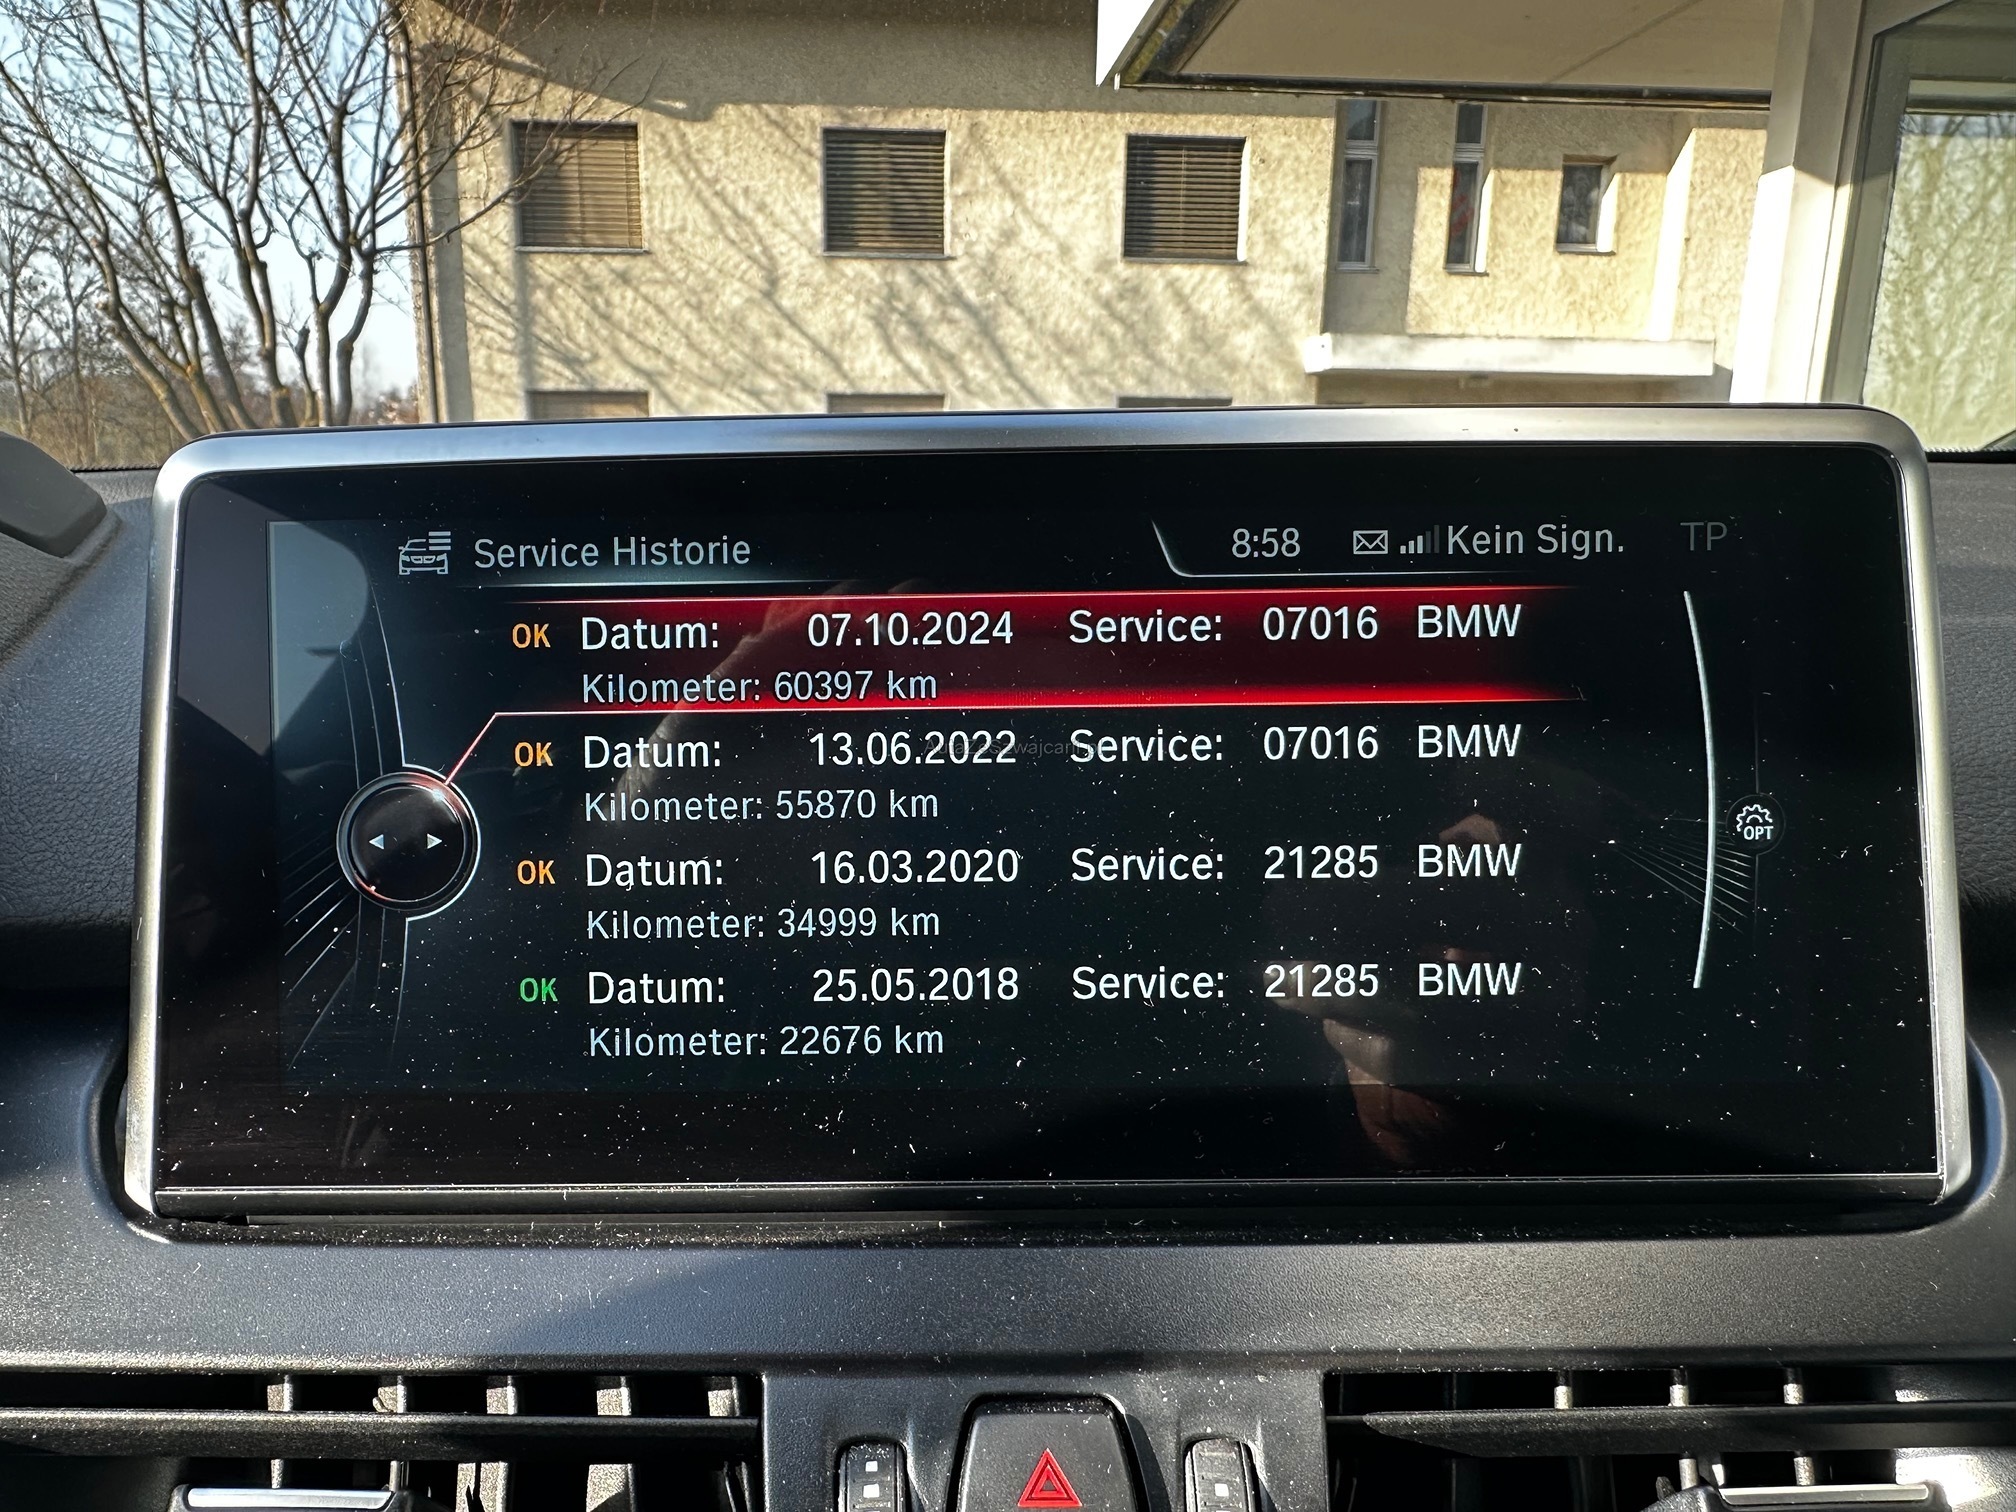 Service Historie
8:58 Kein Sign. TP
OK Datum: 07.10.2024 Service: 07016 BMW
Kilometer: 60397 km
OK Datum: 13.06.2022 Service: 07016 BMW
Kilometer: 55870 km
OPT
OK Datum: 16.03.2020 Service: 21285 BMW
Kilometer: 34999 km
OK Datum: 25.05.2018 Service: 21285 BMW
Kilometer: 22676 km